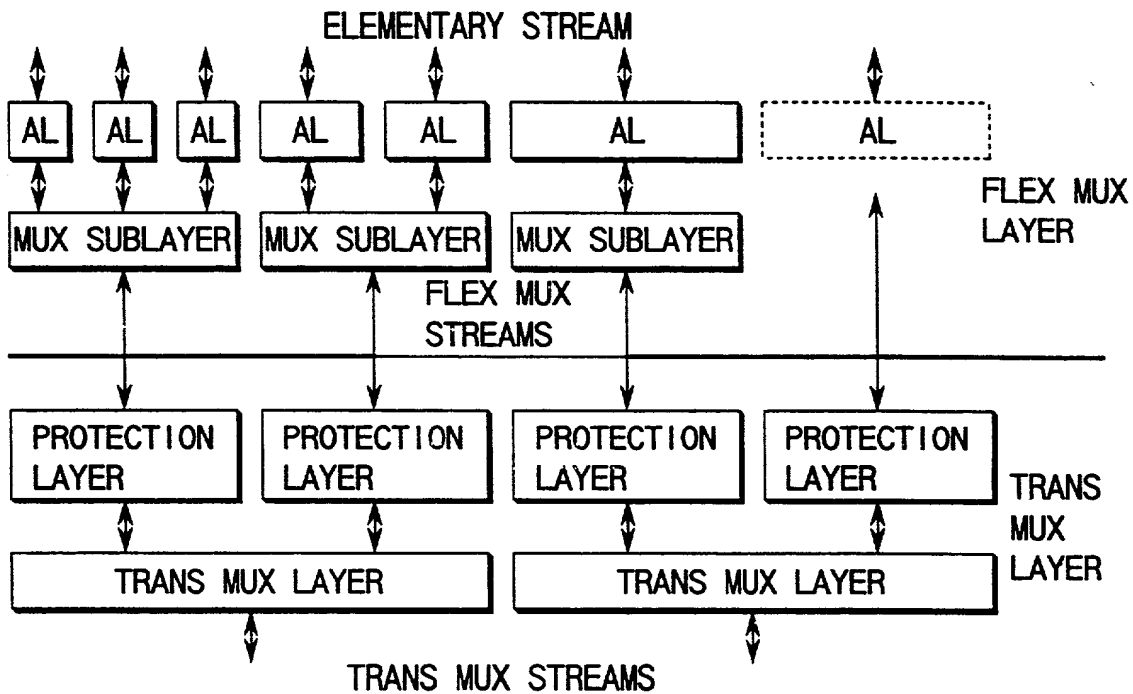 ELEMENTARY STREAM
AL AL AL AL AL AL AL
FLEX MUX
LAYER
MUX SUBLAYER MUX SUBLAYER MUX SUBLAYER
FLEX MUX
STREAMS
PROTECTION
LAYER
PROTECTION
LAYER
PROTECTION
LAYER
PROTECTION
LAYER
TRANS
MUX
LAYER
TRANS MUX LAYER TRANS MUX LAYER
TRANS MUX STREAMS